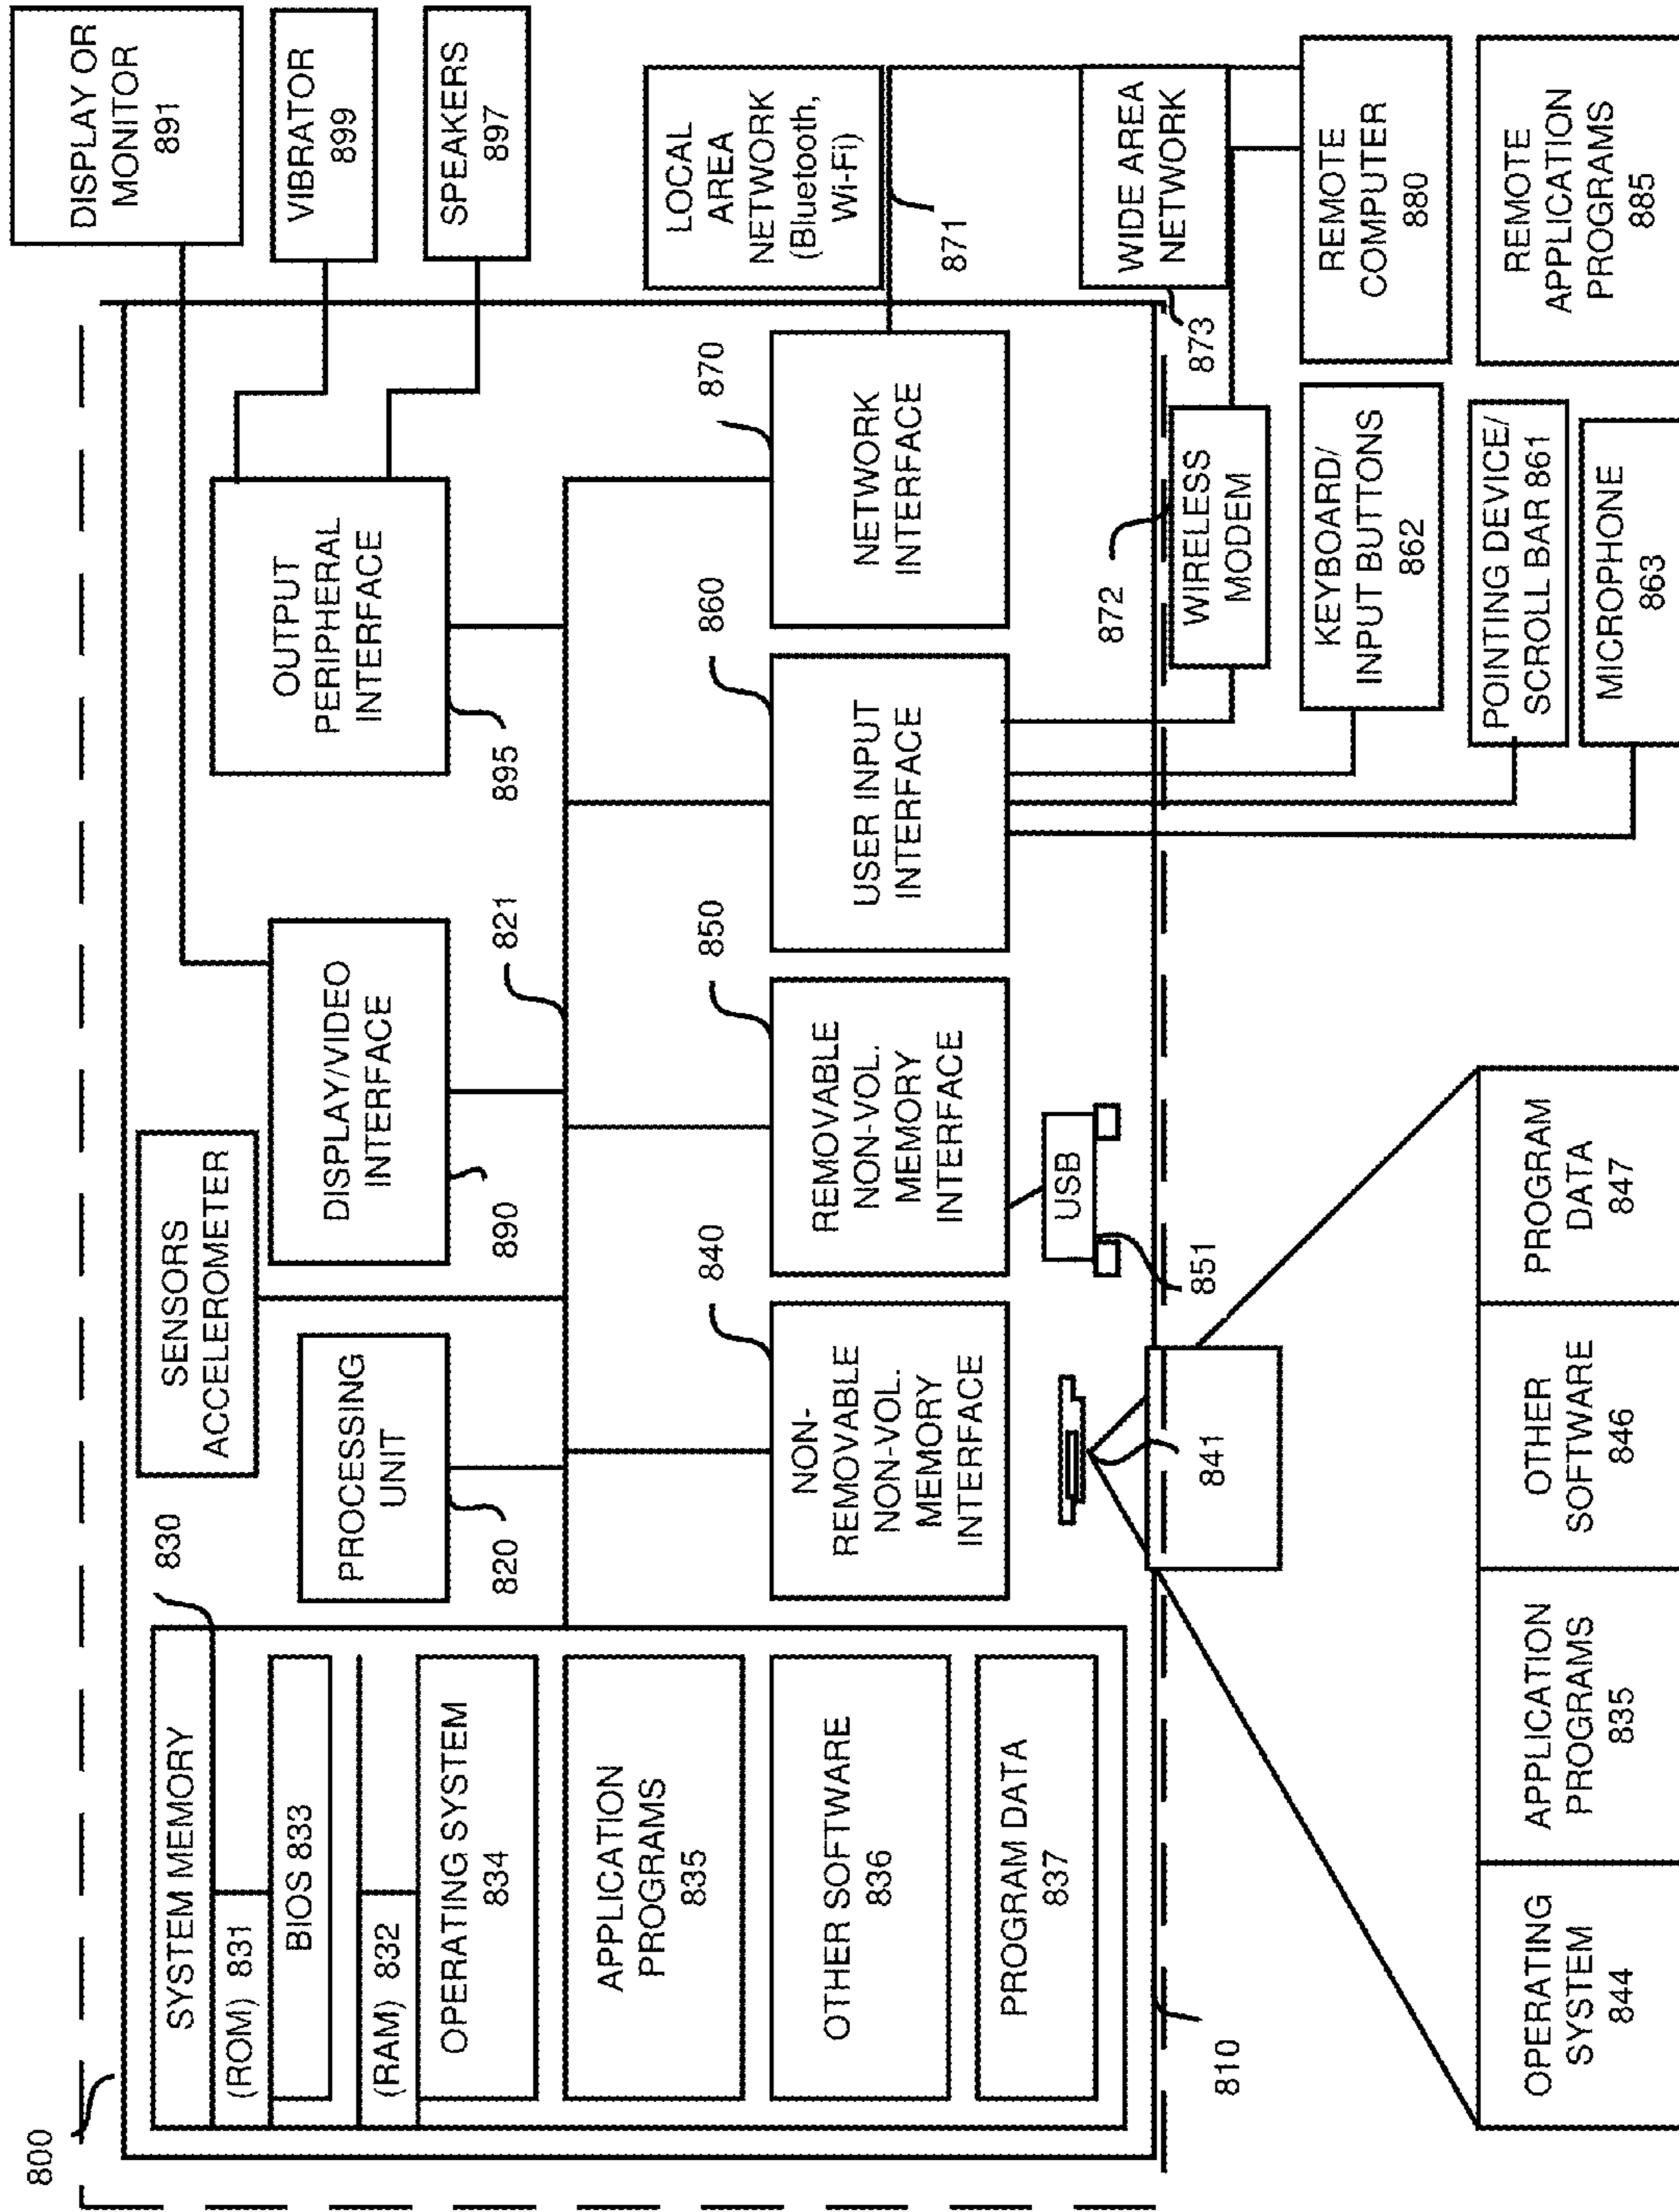 800
SYSTEM MEMORY
(ROM) 831
BIOS 833
(RAM) 832
OPERATING SYSTEM
834
APPLICATION
PROGRAMS
835
OTHER SOFTWARE
836
PROGRAM DATA
837
830
SENSORS
ACCELEROMETER
PROCESSING
UNIT
820
DISPLAY/VIDEO
INTERFACE
890
821
OUTPUT
PERIPHERAL
INTERFACE
895
DISPLAY OR
MONITOR
891
VIBRATOR
899
SPEAKERS
897
840
NON-
REMOVABLE
NON-VOL.
MEMORY
INTERFACE
850
REMOVABLE
NON-VOL.
MEMORY
INTERFACE
860
USER INPUT
INTERFACE
870
NETWORK
INTERFACE
LOCAL
AREA
NETWORK
(Bluetooth,
Wi-Fi)
871
USB
851
841
810
872
WIRELESS
MODEM
873
WIDE AREA
NETWORK
KEYBOARD/
INPUT BUTTONS
862
REMOTE
COMPUTER
880
POINTING DEVICE/
SCROLL BAR 861
MICROPHONE
863
REMOTE
APPLICATION
PROGRAMS
885
OPERATING
SYSTEM
844
APPLICATION
PROGRAMS
835
OTHER
SOFTWARE
846
PROGRAM
DATA
847